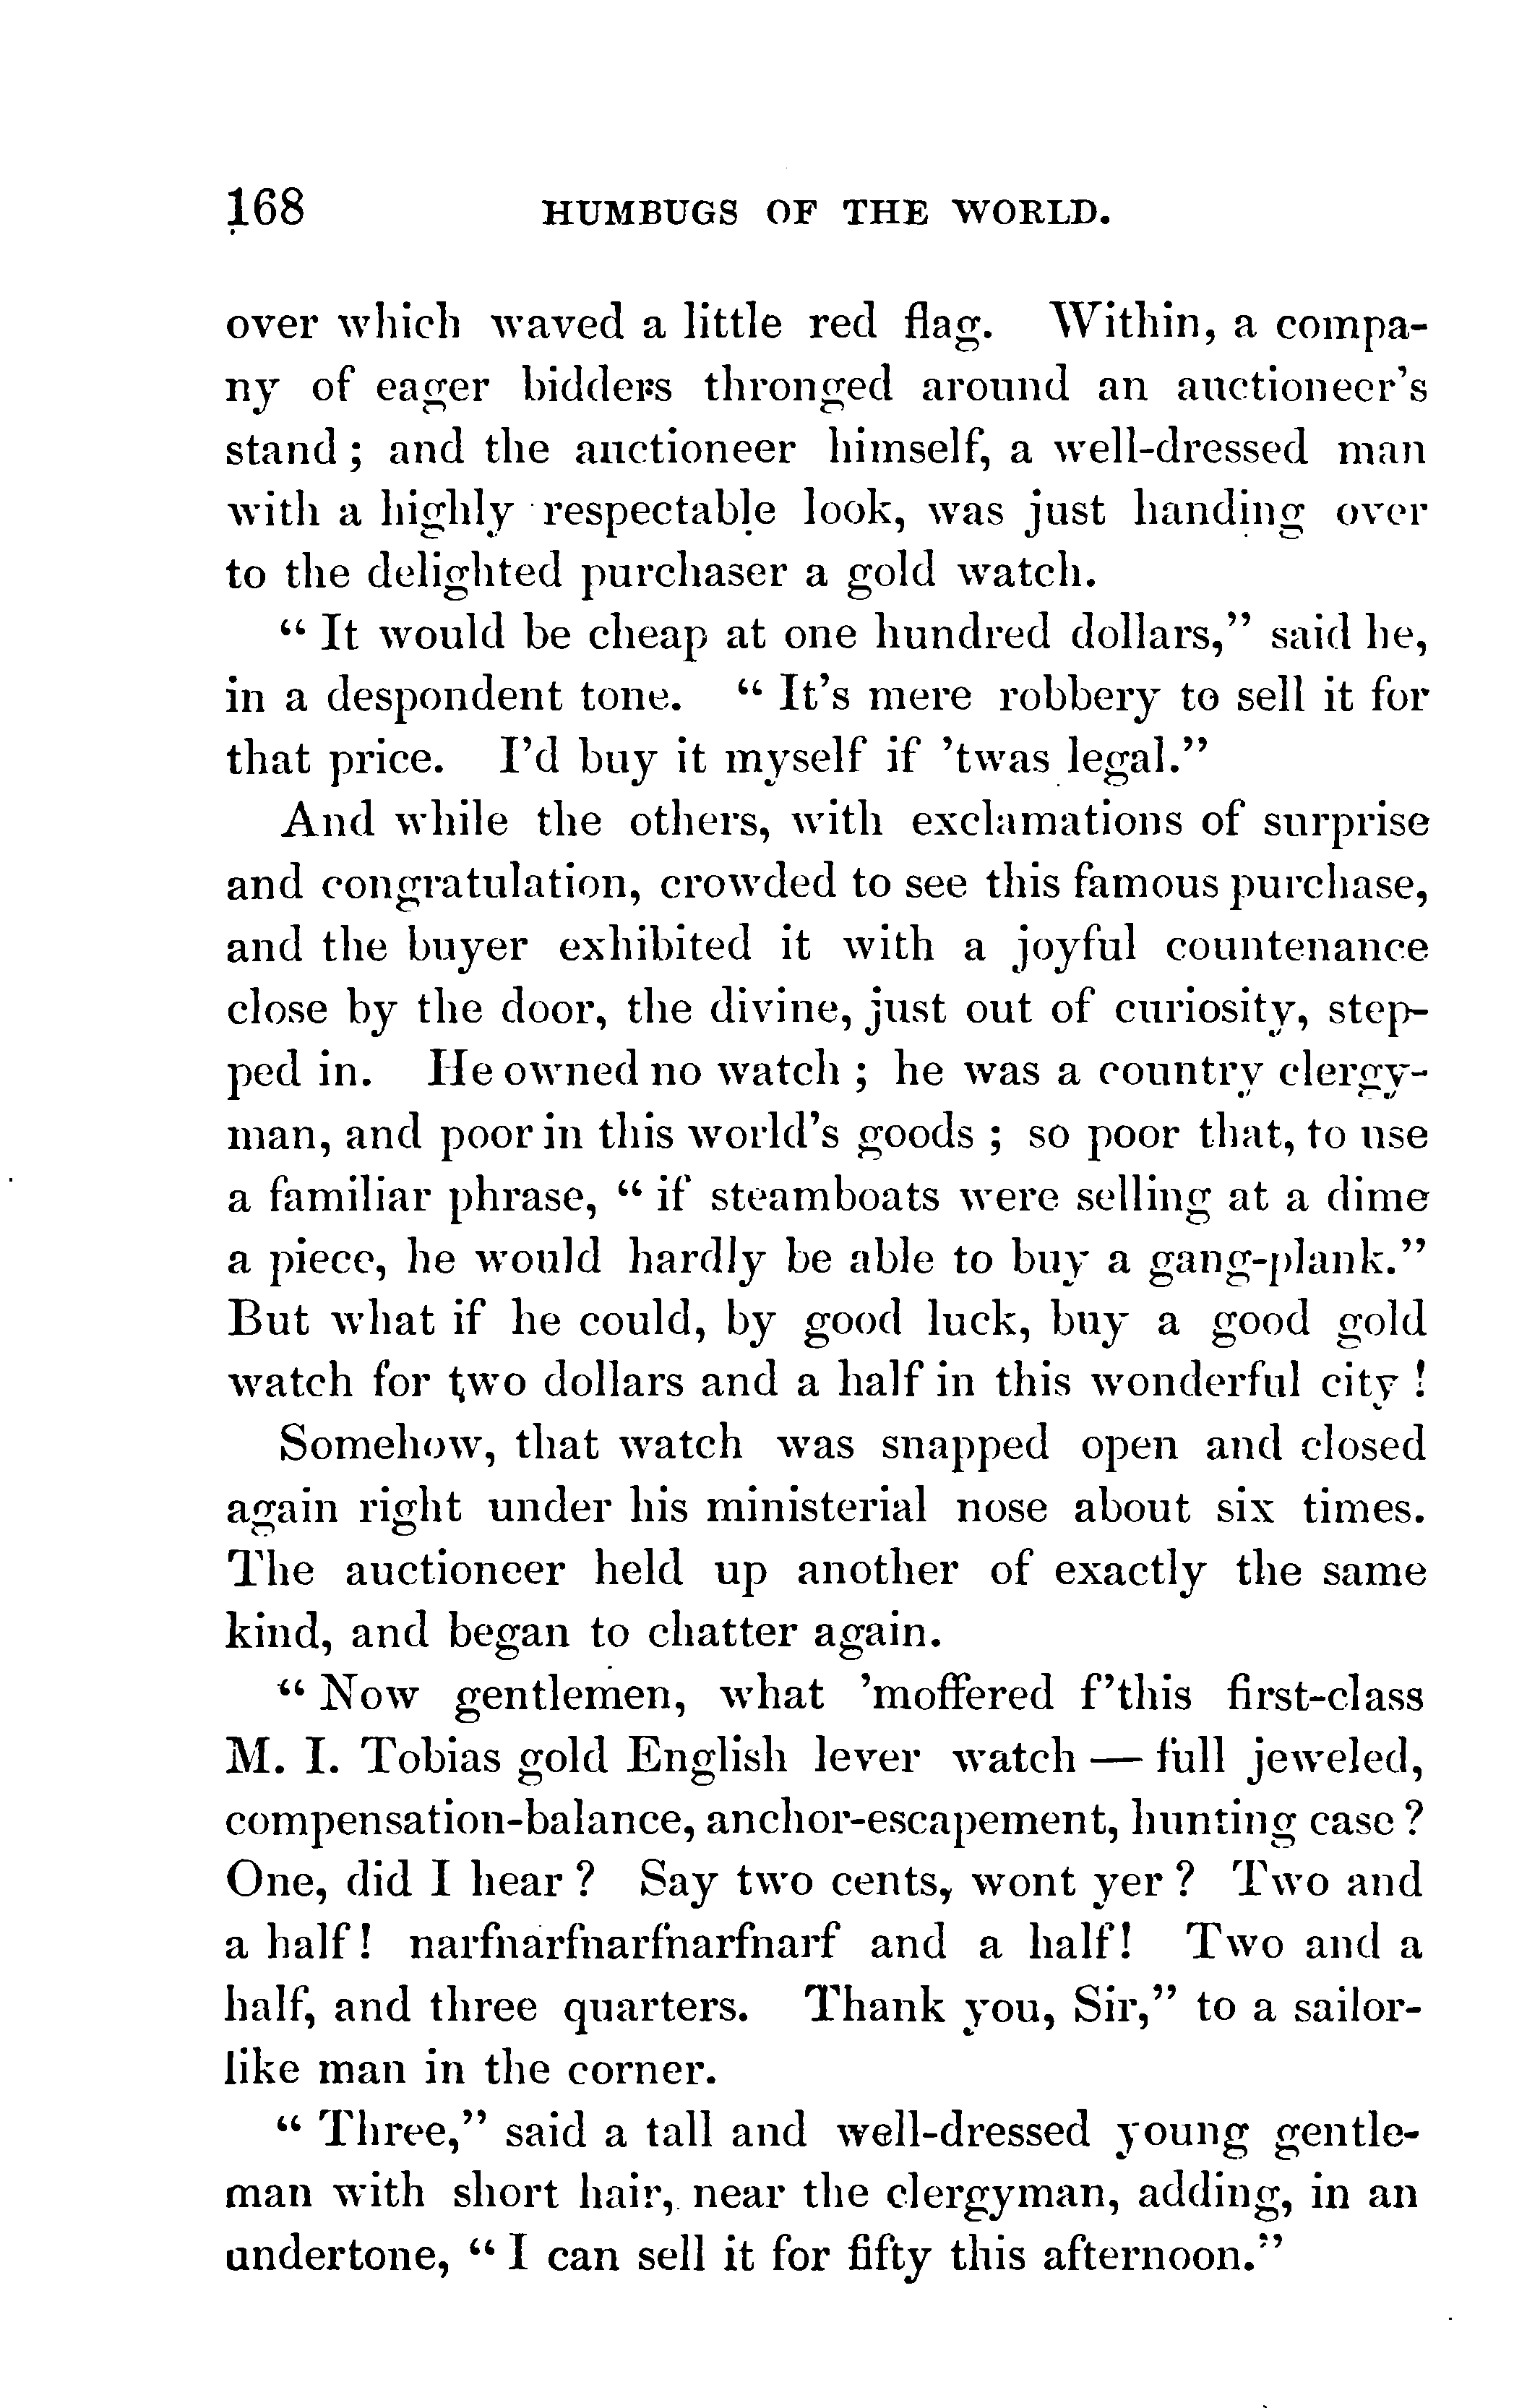 168 HUMBUGS OF THE WORLD.
over which waved a little red flag. Within, a compa-
ny of eager bidders thronged around an auctioneer's
stand ; and the auctioneer himself, a well-dressed man
with a highly respectable look, was just handing over
to the delighted purchaser a gold watch.
“ It would be cheap at one hundred dollars,” said he,
in a despondent tone. “ It’s mere robbery to sell it for
that price. I’d buy it myself if ’twas legal.”
And while the others, with exclamations of surprise
and congratulation, crowded to see this famous purchase,
and the buyer exhibited it with a joyful countenance
close by the door, the divine, just out of curiosity, step-
ped in. He owned no watch ; he was a country clergy-
man, and poor in this world’s goods ; so poor that, to use
a familiar phrase, “ if steamboats were selling at a dime
a piece, he would hardly be able to buy a gang-plank.”
But what if he could, by good luck, buy a good gold
watch for two dollars and a half in this wonderful city !
Somehow, that watch was snapped open and closed
again right under his ministerial nose about six times.
The auctioneer held up another of exactly the same
kind, and began to chatter again.
“ Now gentlemen, what ’moffered f’this first-class
M. I. Tobias gold English lever watch — full jeweled,
compensation-balance, anchor-escapement, hunting case ?
One, did I hear ? Say two cents, wont yer ? Two and
a half ! narfnarfnarfnarfnarf and a half ! Two and a
half, and three quarters. Thank you, Sir,” to a sailor-
like man in the corner.
“ Three,” said a tall and well-dressed young gentle-
man with short hair, near the clergyman, adding, in an
undertone, “ I can sell it for fifty this afternoon.”